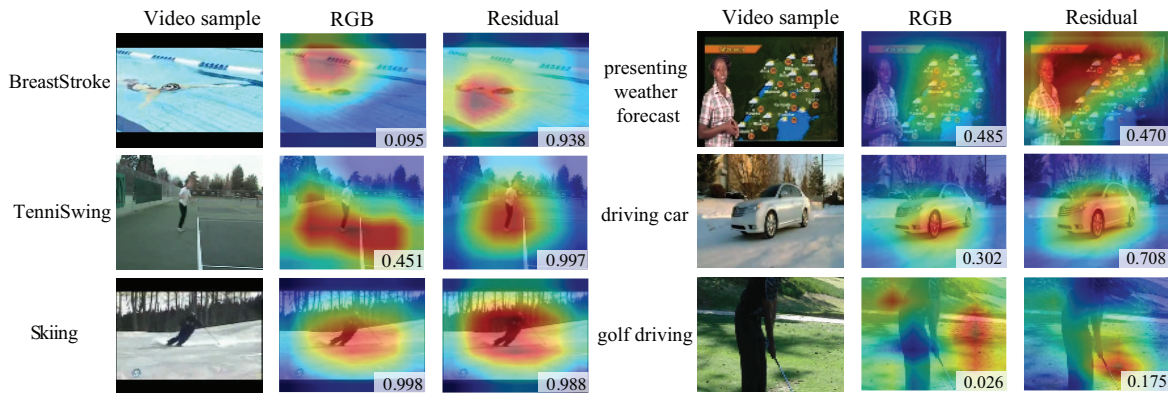 Video sample RGB Residual Video sample RGB Residual
BreastStroke 0.095 0.938
presenting
weather
forecast
0.485 0.470
TenniSwing 0.451 0.997
driving car 0.302 0.708
Skiing 0.998 0.988
golf driving 0.026 0.175